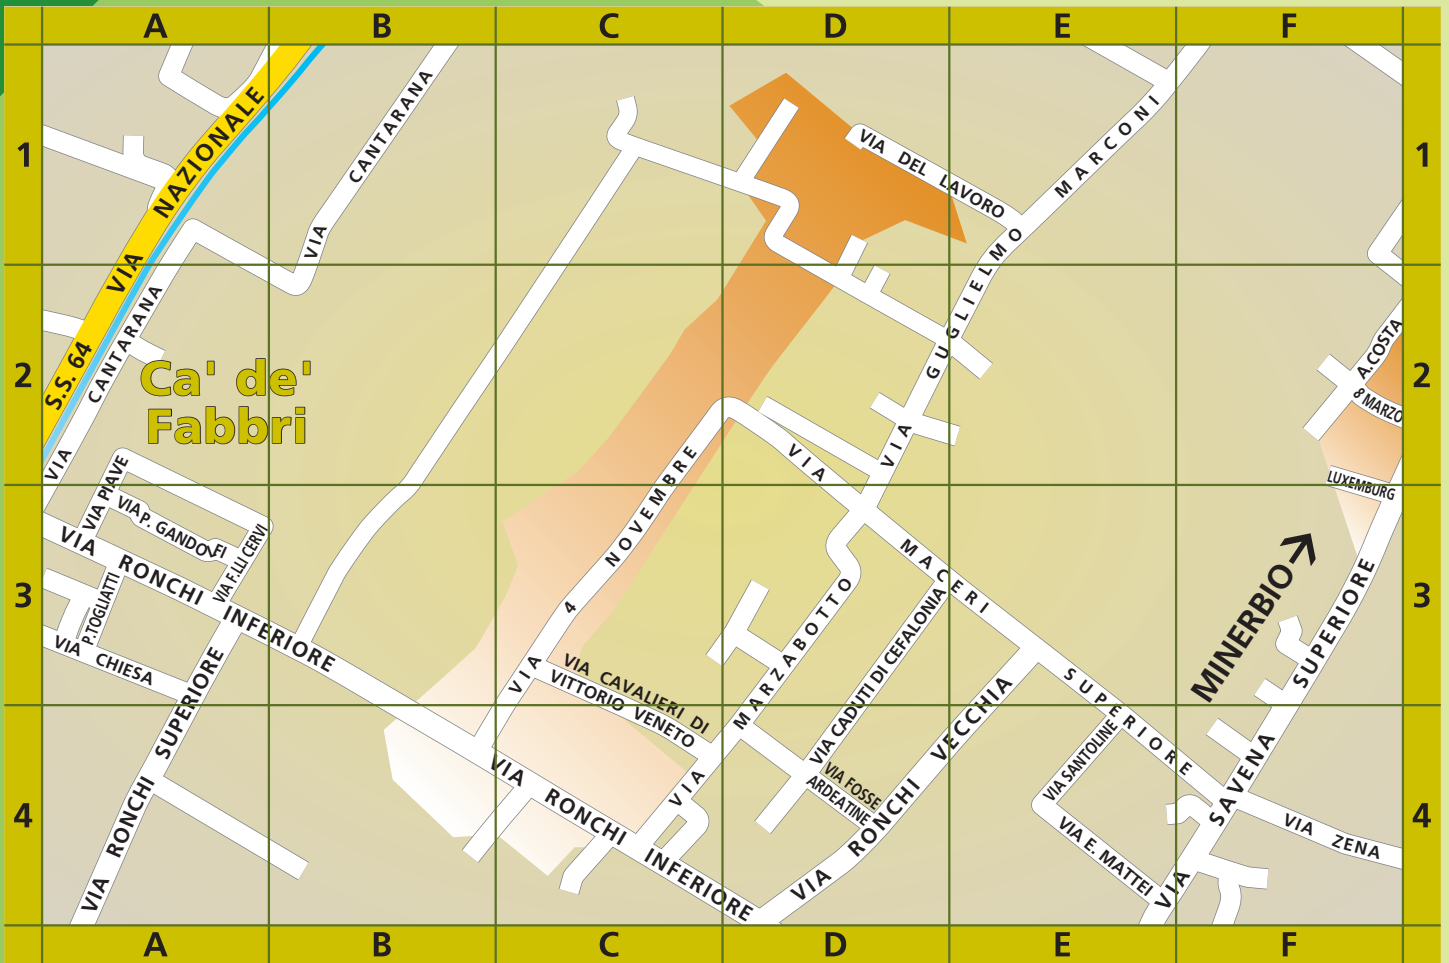 A B C D E F
1 1
2 2
3 3
4 4
S.S. 64 VIA NAZIONALE
VIA CANTARANA
VIA CANTARANA
VIA DEL LAVORO
VIA GUGLIELMO MARCONI
Ca' de'
Fabbri
A.COSTA
8 MARZO
LUXEMBURG
VIA PIAVE
VIA P. GANDOLFI
VIA F.LLI CERVI
VIA RONCHI INFERIORE
P.TOGLIATTI
VIA CHIESA
VIA RONCHI SUPERIORE
VIA 4 NOVEMBRE
VIA CAVALIERI DI
VITTORIO VENETO
VIA MACERI SUPERIORE
VIA MARZABOTTO
VIA CADUTI DI CEFALONIA
VIA FOSSE
ARDEATINE
VIA RONCHI VECCHIA
VIA RONCHI INFERIORE
VIA SANTOLINE
VIA E. MATTEI
MINERBIO
VIA SAVENA SUPERIORE
VIA ZENA
A B C D E F